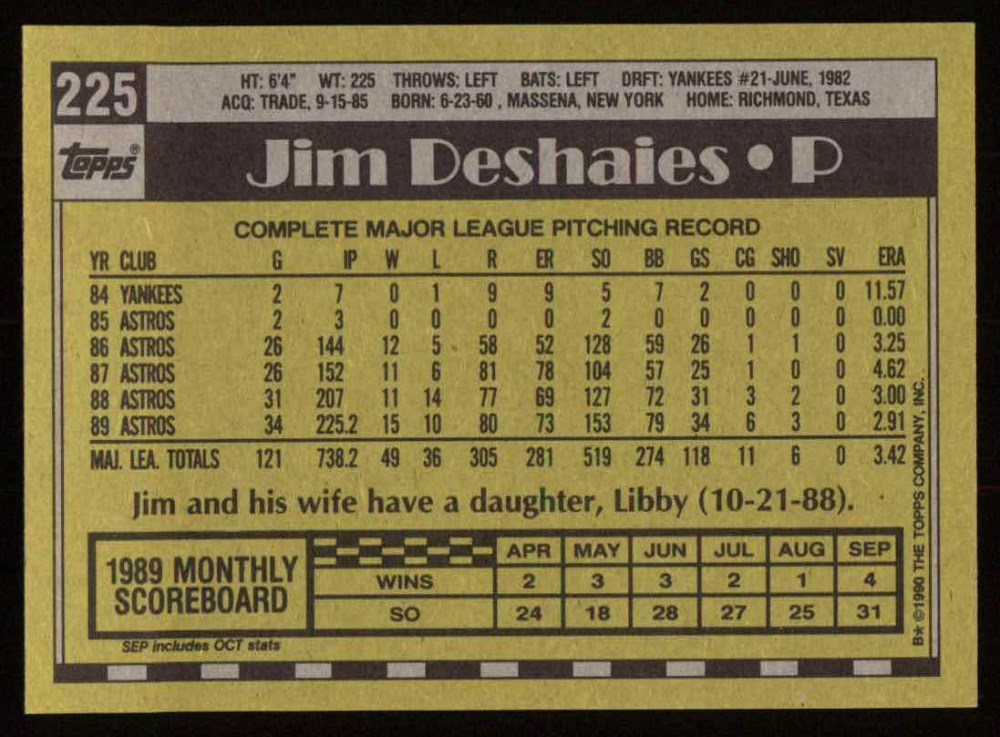 225 HT: 6'4" WT: 225 THROWS: LEFT BATS: LEFT DRFT: YANKEES #21-JUNE, 1982
ACQ: TRADE, 9-15-85 BORN: 6-23-60 , MASSENA, NEW YORK HOME: RICHMOND, TEXAS
Topps® Jim Deshaies • P
COMPLETE MAJOR LEAGUE PITCHING RECORD
YR CLUB G IP W L R ER SO BB GS CG SHO SV ERA
84 YANKEES 2 7 0 1 9 9 5 7 2 0 0 0 11.57
85 ASTROS 2 3 0 0 0 0 2 0 0 0 0 0 0.00
86 ASTROS 26 144 12 5 58 52 128 59 26 1 1 0 3.25
87 ASTROS 26 152 11 6 81 78 104 57 25 1 0 0 4.62
88 ASTROS 31 207 11 14 77 69 127 72 31 3 2 0 3.00
89 ASTROS 34 225.2 15 10 80 73 153 79 34 6 3 0 2.91
MAJ. LEA. TOTALS 121 738.2 49 36 305 281 519 274 118 11 6 0 3.42
Jim and his wife have a daughter, Libby (10-21-88).
1989 MONTHLY
SCOREBOARD
APR MAY JUN JUL AUG SEP
WINS 2 3 3 2 1 4
SO 24 18 28 27 25 31
SEP includes OCT stats
B* ©1990 THE TOPPS COMPANY, INC.